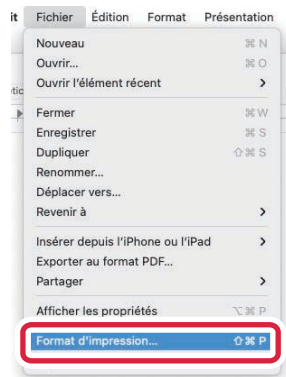 it Fichier Édition Format Présentation
Nouveau ⌘ N
Ouvrir... ⌘ O
Ouvrir l'élément récent >
Fermer ⌘ W
Enregistrer ⌘ S
Dupliquer ⇧ ⌘ S
Renommer...
Déplacer vers...
Revenir à >
Insérer depuis l'iPhone ou l'iPad >
Exporter au format PDF...
Partager >
Afficher les propriétés ⌥ ⌘ P
Format d'impression... ⇧ ⌘ P